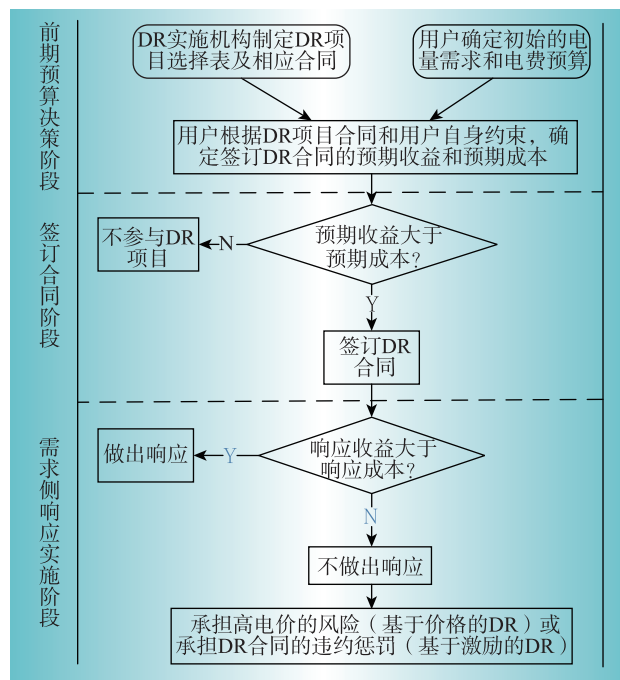 前期预算决策阶段
DR实施机构制定DR项
目选择表及相应合同
用户确定初始的电
量需求和电费预算
用户根据DR项目合同和用户自身约束，确
定签订DR合同的预期收益和预期成本
签订合同阶段
不参与DR
项目
N
预期收益大于
预期成本?
Y
签订DR
合同
需求侧响应实施阶段
做出响应
Y
响应收益大于
响应成本?
N
不做出响应
承担高电价的风险（基于价格的DR）或
承担DR合同的违约惩罚（基于激励的DR）